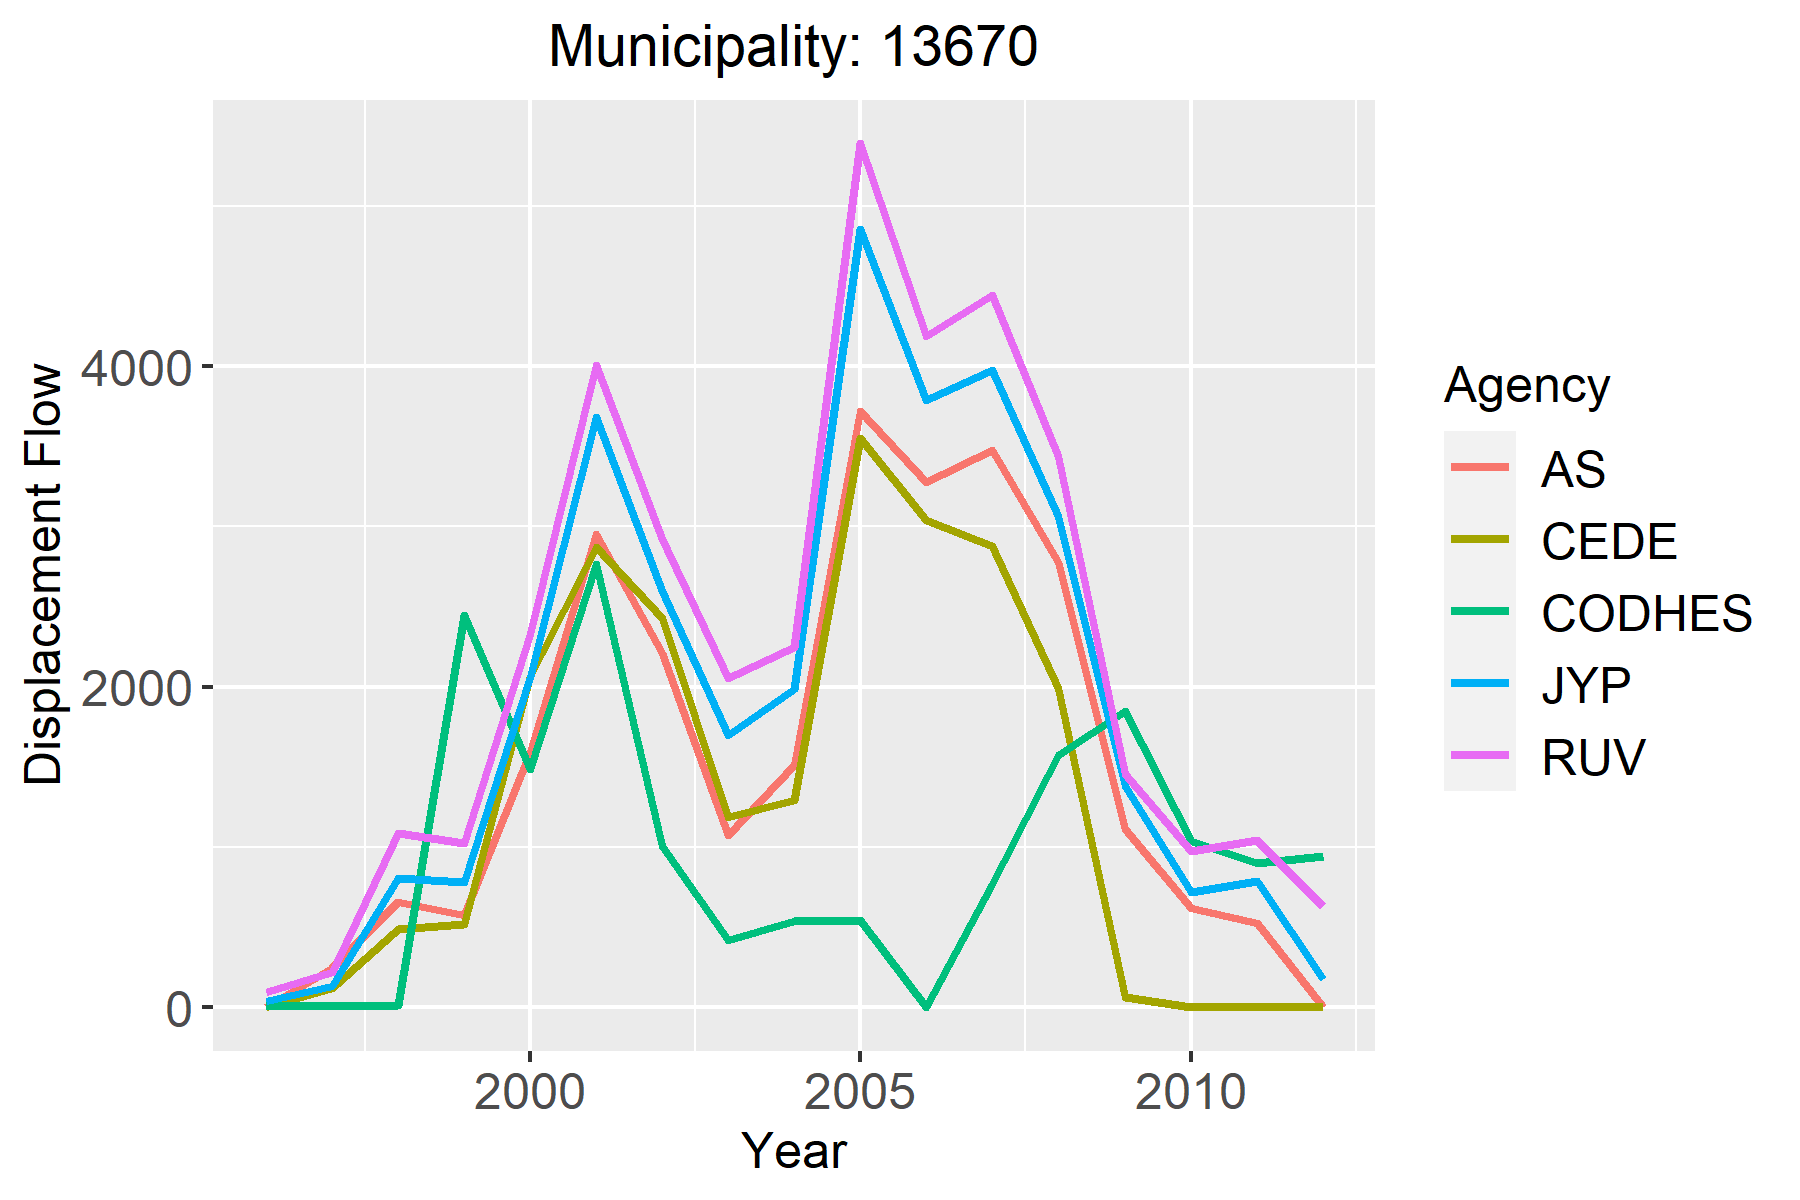 Municipality: 13670
Displacement Flow
4000
2000
0
2000 2005 2010
Year
Agency
AS
CEDE
CODHES
JYP
RUV